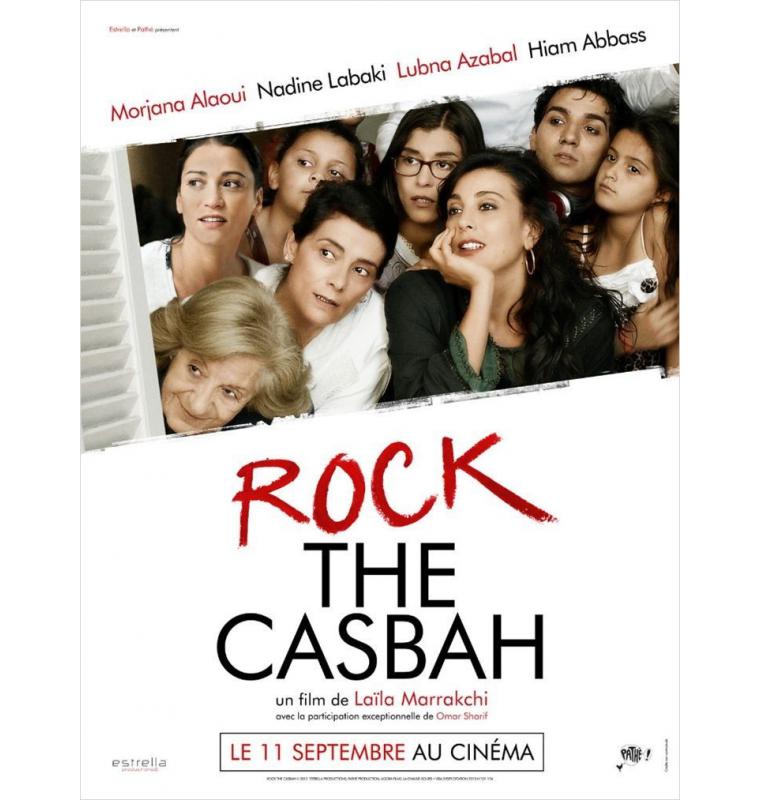 Estrella et Pathé présentent
Morjana Alaoui Nadine Labaki Lubna Azabal Hiam Abbass
ROCK
THE
CASBAH
un film de Laïla Marrakchi
avec la participation exceptionnelle de Omar Sharif
LE 11 SEPTEMBRE AU CINÉMA
estrella
productions
PATHÉ!